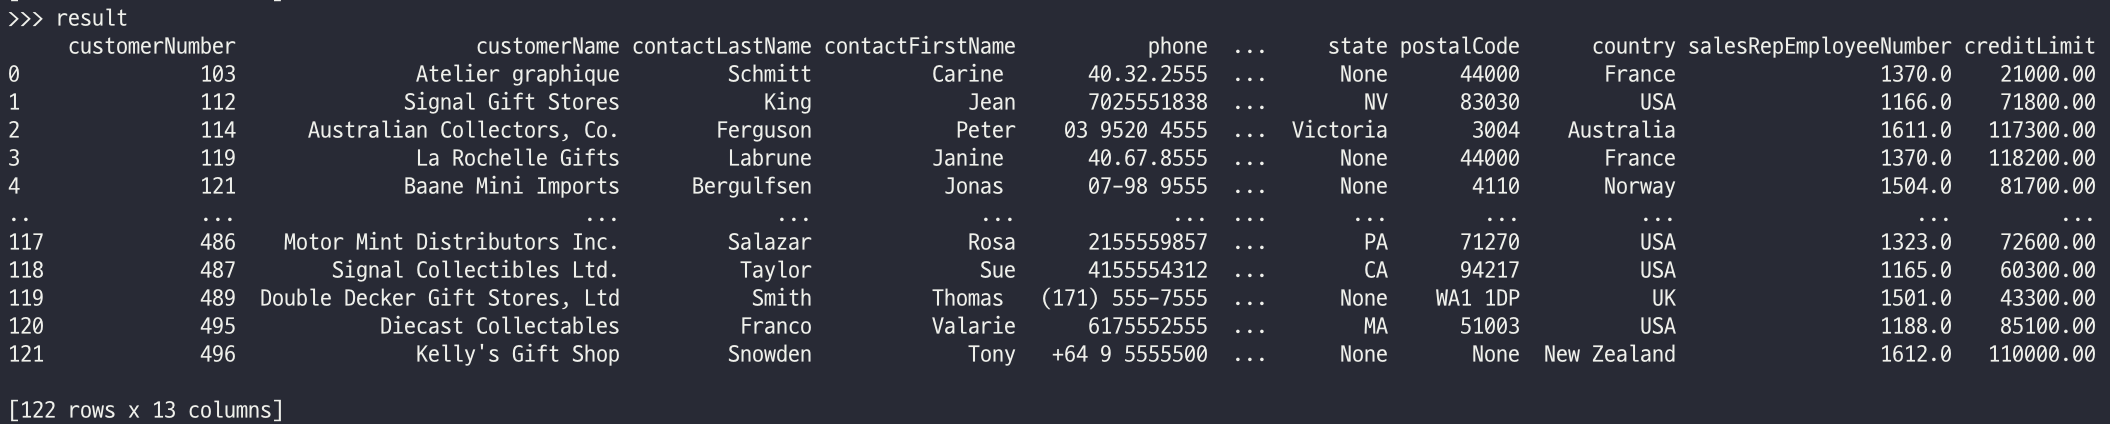 >>> result
     customerNumber                    customerName contactLastName contactFirstName           phone  ...     state postalCode      country salesRepEmployeeNumber creditLimit
0               103               Atelier graphique         Schmitt          Carine       40.32.2555  ...      None      44000       France                 1370.0    21000.00
1               112              Signal Gift Stores            King             Jean      7025551838  ...        NV      83030          USA                 1166.0    71800.00
2               114      Australian Collectors, Co.        Ferguson            Peter    03 9520 4555  ...  Victoria       3004    Australia                 1611.0   117300.00
3               119               La Rochelle Gifts         Labrune          Janine       40.67.8555  ...      None      44000       France                 1370.0   118200.00
4               121              Baane Mini Imports      Bergulfsen           Jonas       07-98 9555  ...      None       4110       Norway                 1504.0    81700.00
..              ...                             ...             ...              ...             ...  ...       ...        ...          ...                    ...         ...
117             486    Motor Mint Distributors Inc.         Salazar             Rosa      2155559857  ...        PA      71270          USA                 1323.0    72600.00
118             487        Signal Collectibles Ltd.          Taylor              Sue      4155554312  ...        CA      94217          USA                 1165.0    60300.00
119             489  Double Decker Gift Stores, Ltd           Smith          Thomas   (171) 555-7555  ...      None    WA1 1DP           UK                 1501.0    43300.00
120             495            Diecast Collectables          Franco          Valarie      6175552555  ...        MA      51003          USA                 1188.0    85100.00
121             496               Kelly's Gift Shop         Snowden             Tony   +64 9 5555500  ...      None       None  New Zealand                 1612.0   110000.00
[122 rows x 13 columns]